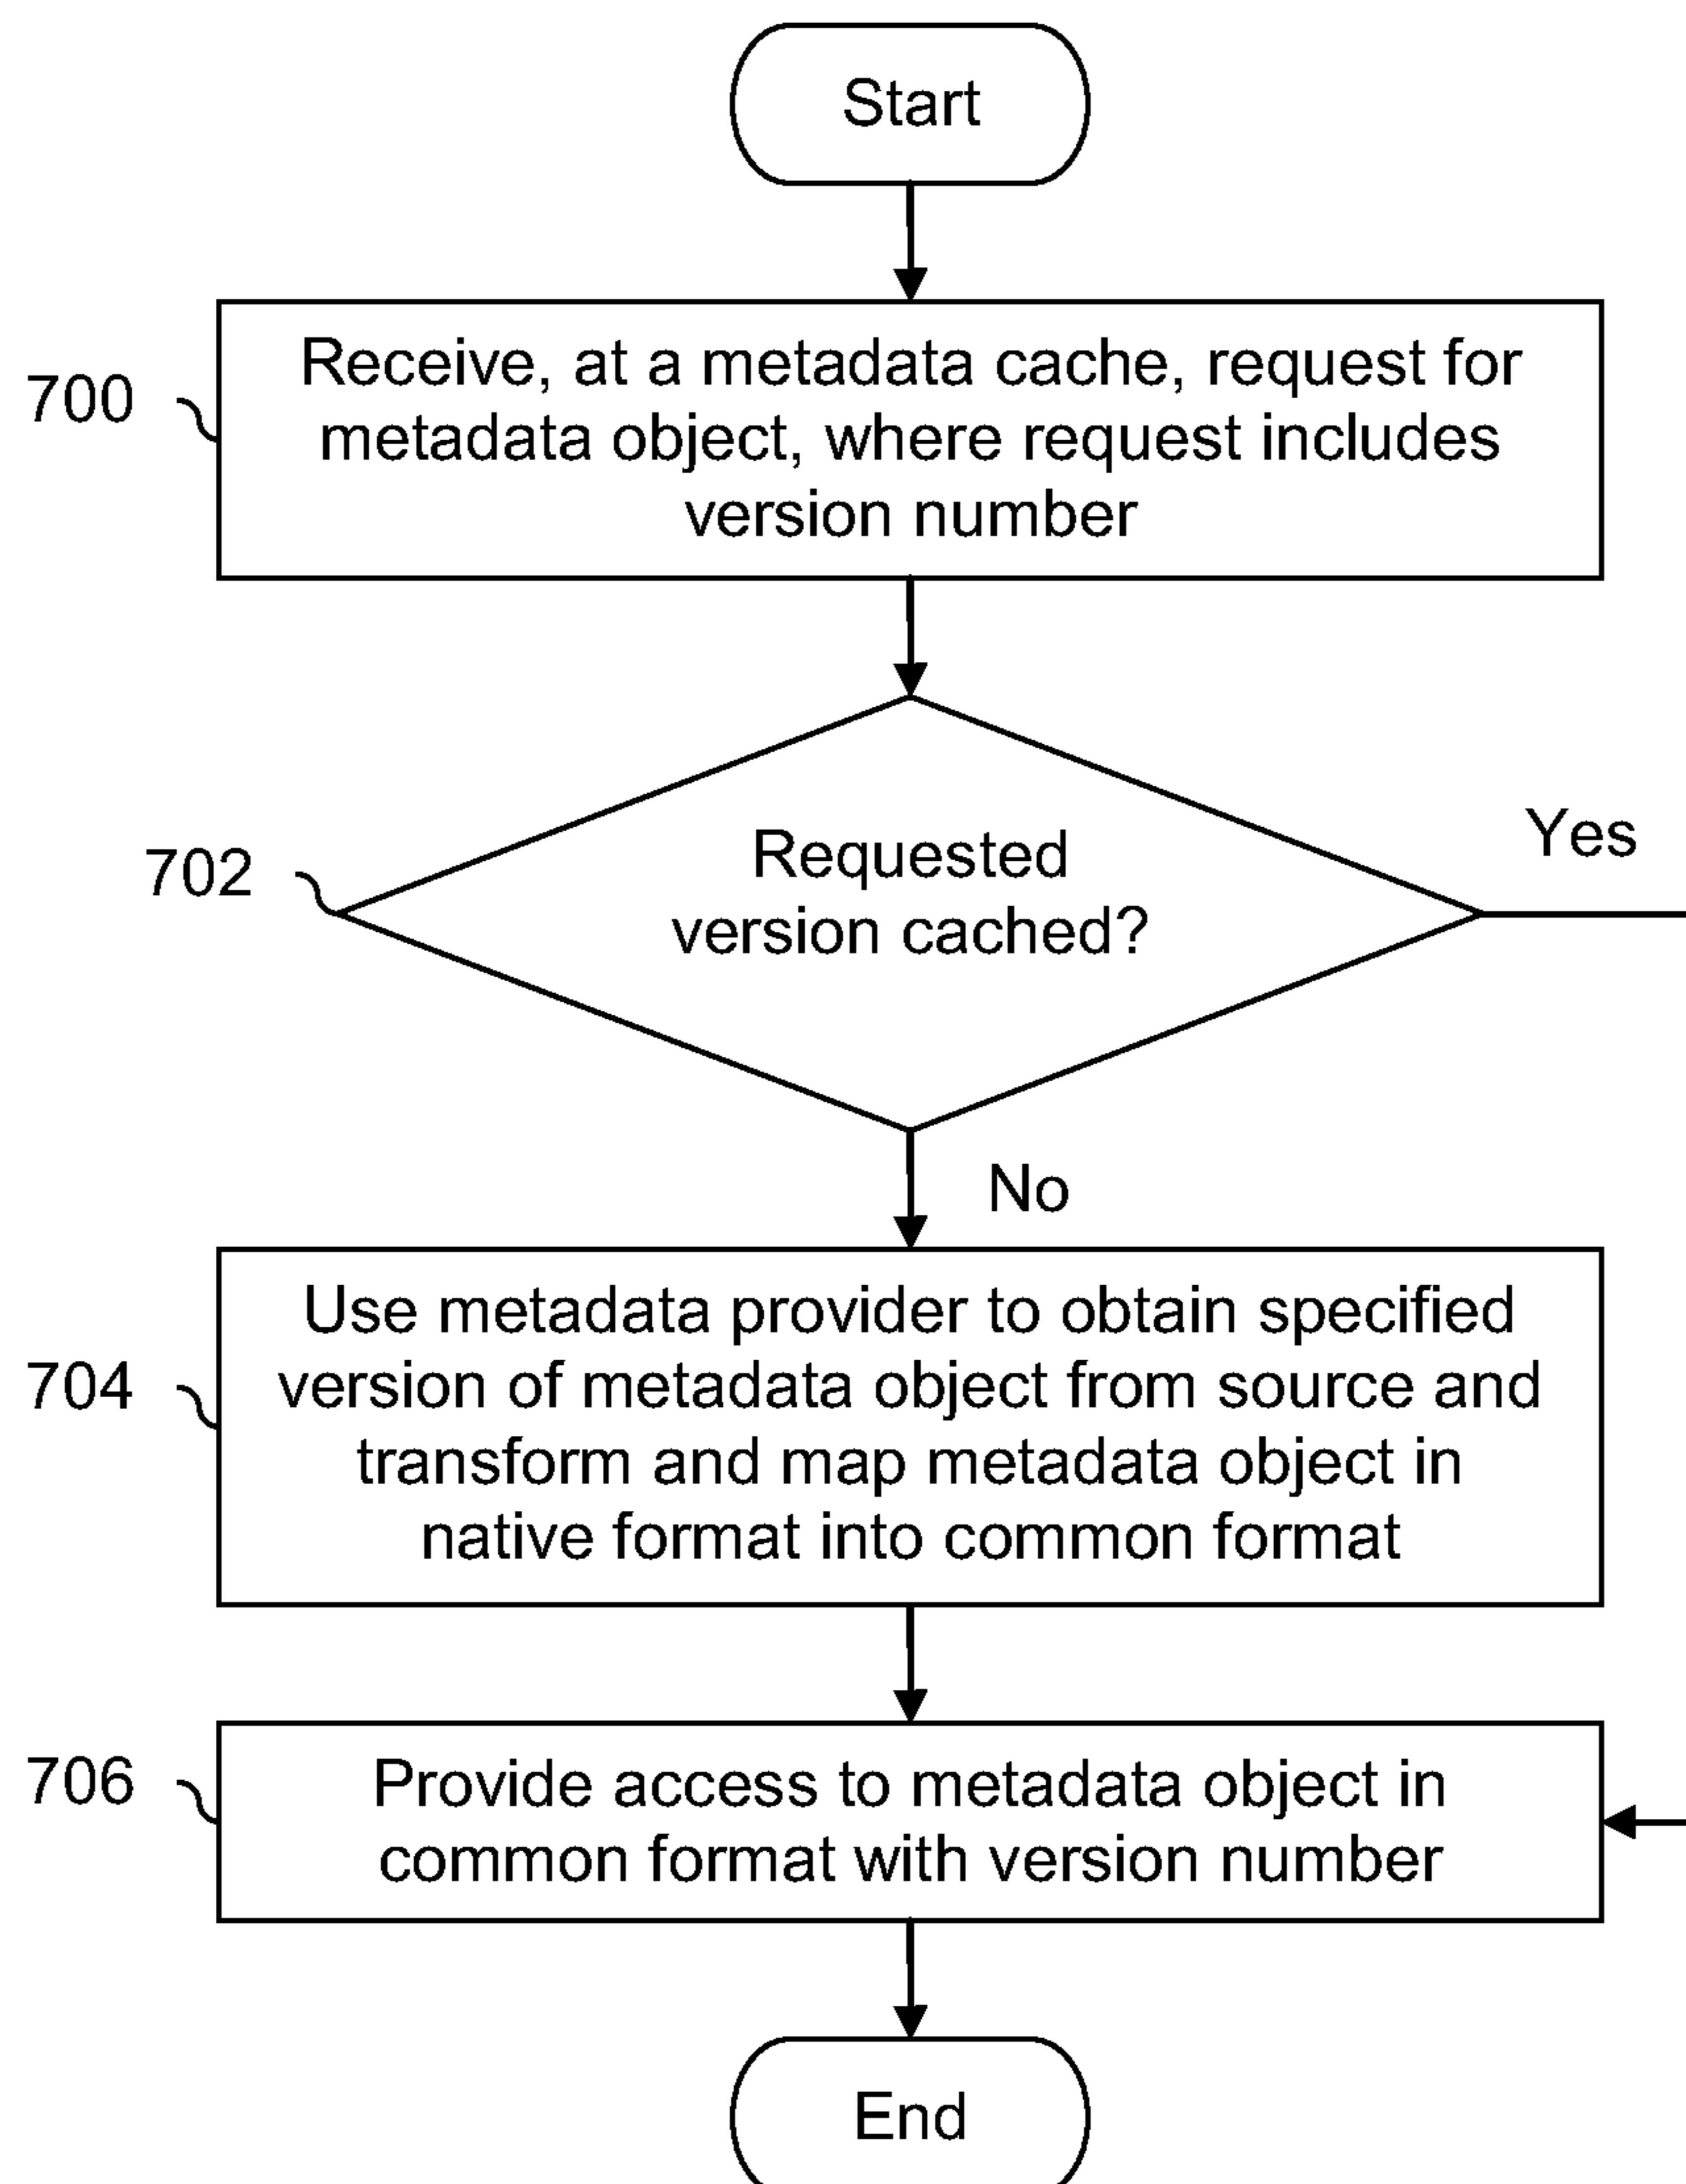 Start
700
Receive, at a metadata cache, request for
metadata object, where request includes
version number
702
Requested
version cached?
Yes
No
704
Use metadata provider to obtain specified
version of metadata object from source and
transform and map metadata object in
native format into common format
706
Provide access to metadata object in
common format with version number
End